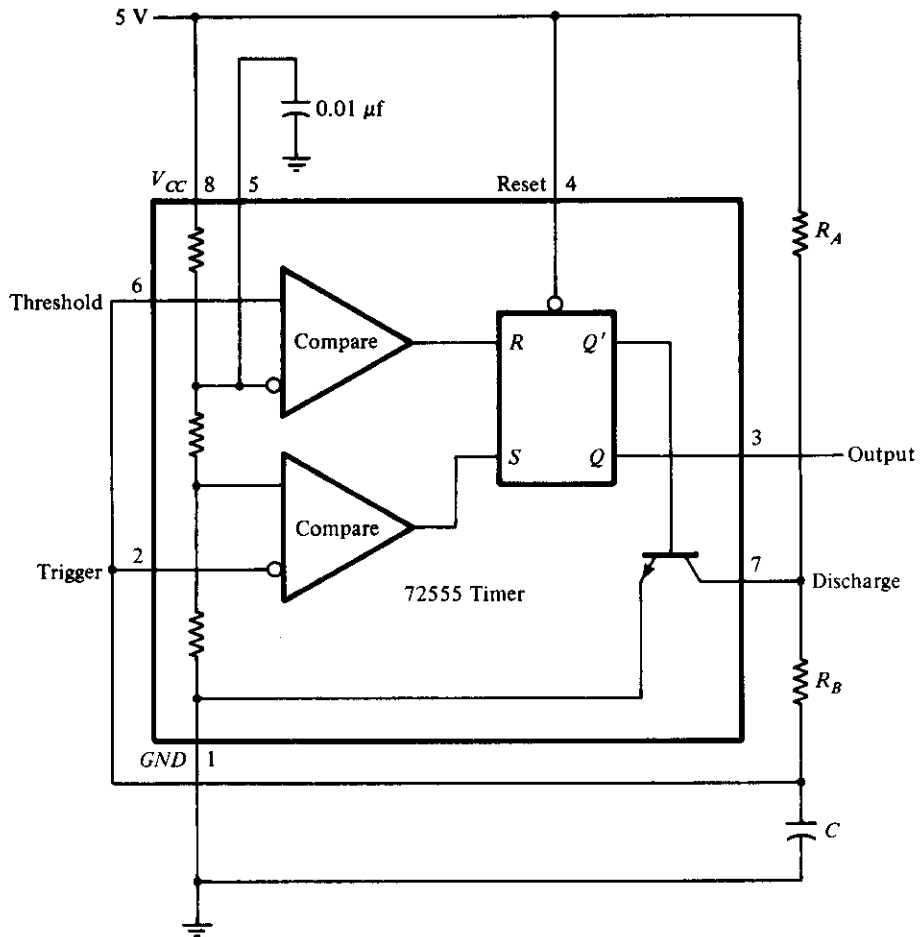 5 V
0.01 μf
V_CC 8
5
Reset 4
R_A
6
Threshold
Compare
R
Q'
3
S
Q
Output
Compare
2
Trigger
7
Discharge
72555 Timer
R_B
GND 1
C